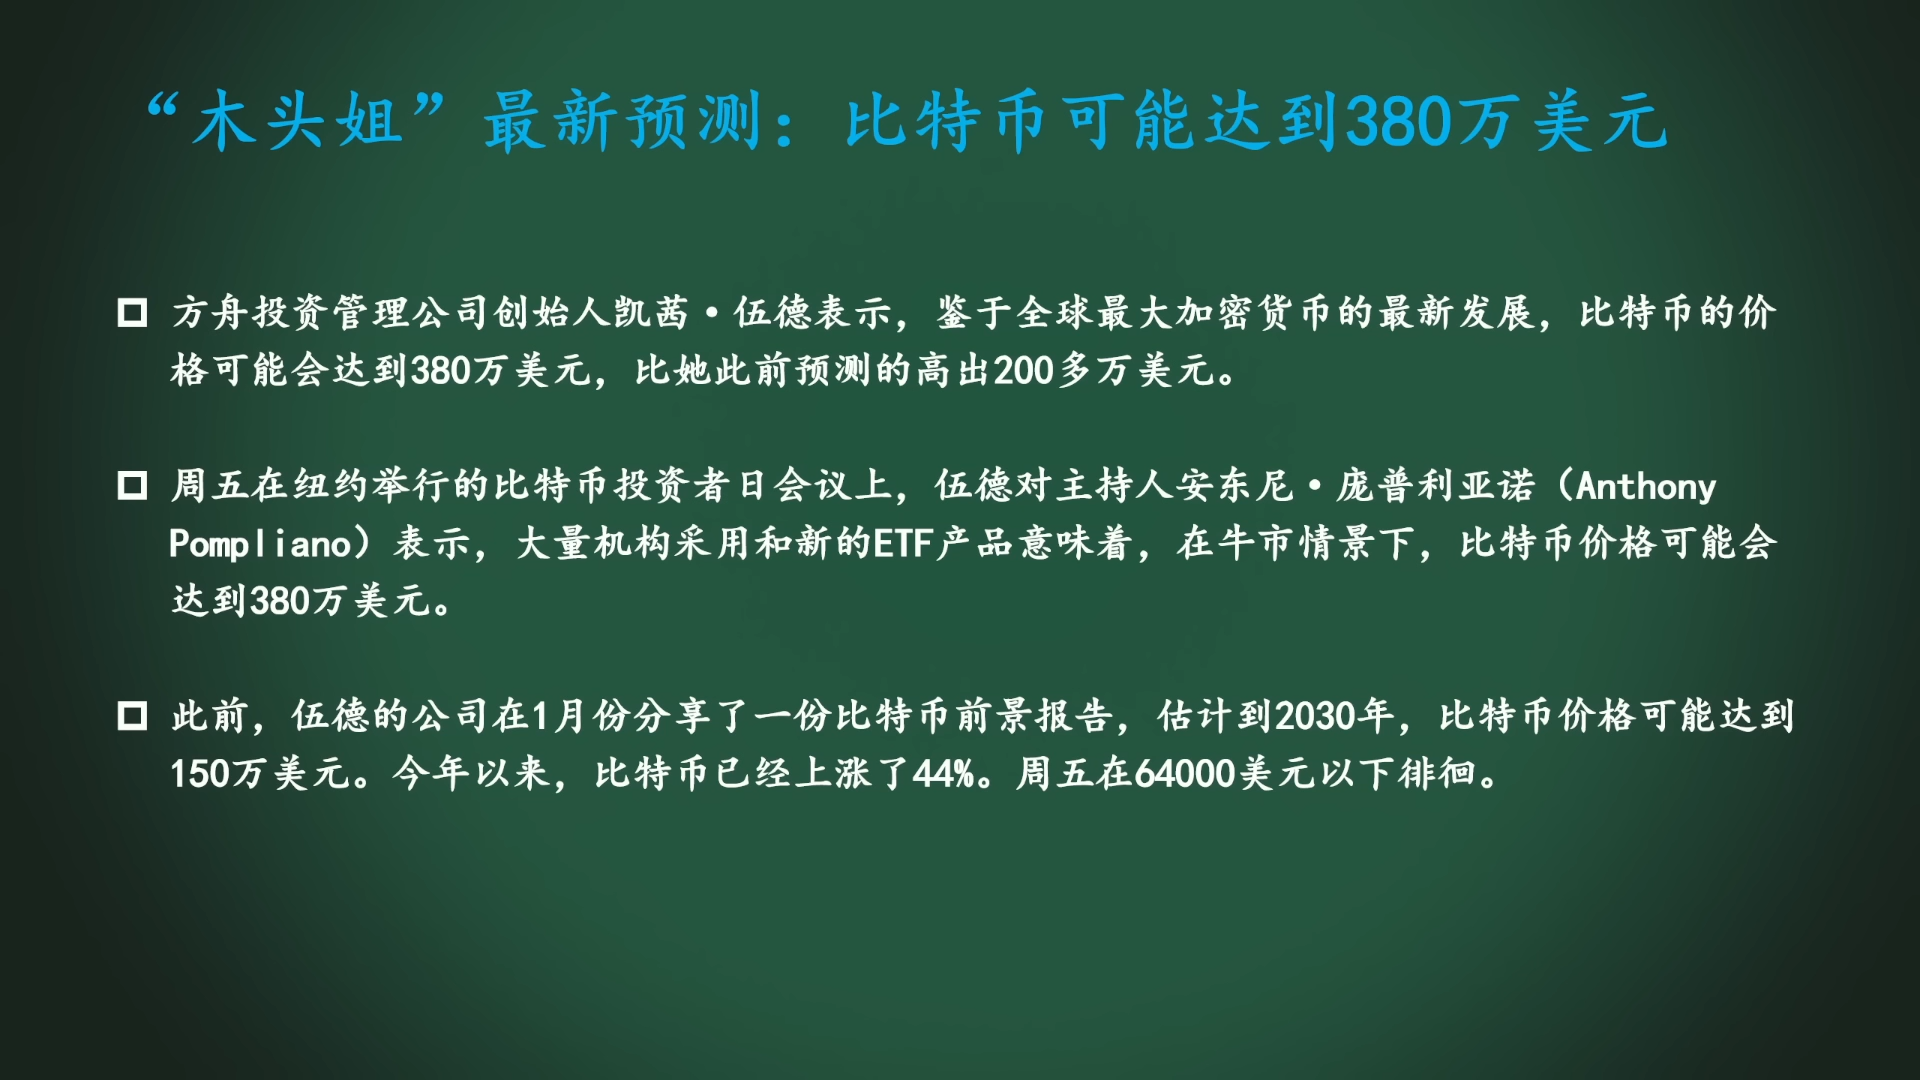 “木头姐”最新预测：比特币可能达到380万美元
方舟投资管理公司创始人凯茜·伍德表示，鉴于全球最大加密货币的最新发展，比特币的价
格可能会达到380万美元，比她此前预测的高出200多万美元。
周五在纽约举行的比特币投资者日会议上，伍德对主持人安东尼·庞普利亚诺（Anthony
Pompliano）表示，大量机构采用和新的ETF产品意味着，在牛市情景下，比特币价格可能会
达到380万美元。
此前，伍德的公司在1月份分享了一份比特币前景报告，估计到2030年，比特币价格可能达到
150万美元。今年以来，比特币已经上涨了44%。周五在64000美元以下徘徊。